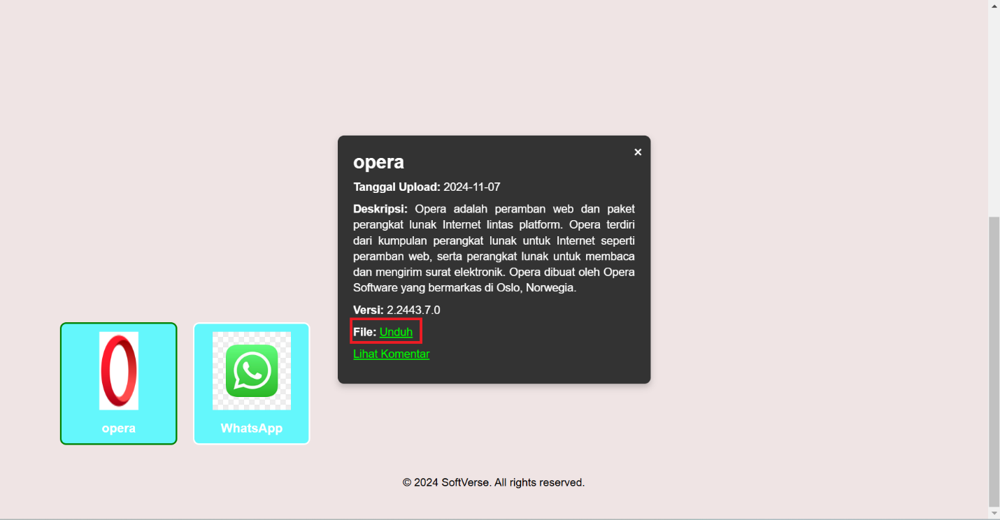 opera
×
Tanggal Upload: 2024-11-07
Deskripsi: Opera adalah peramban web dan paket
perangkat lunak Internet lintas platform. Opera terdiri
dari kumpulan perangkat lunak untuk Internet seperti
peramban web, serta perangkat lunak untuk membaca
dan mengirim surat elektronik. Opera dibuat oleh Opera
Software yang bermarkas di Oslo, Norwegia.
Versi: 2.2443.7.0
File: Unduh
Lihat Komentar
opera
WhatsApp
© 2024 SoftVerse. All rights reserved.